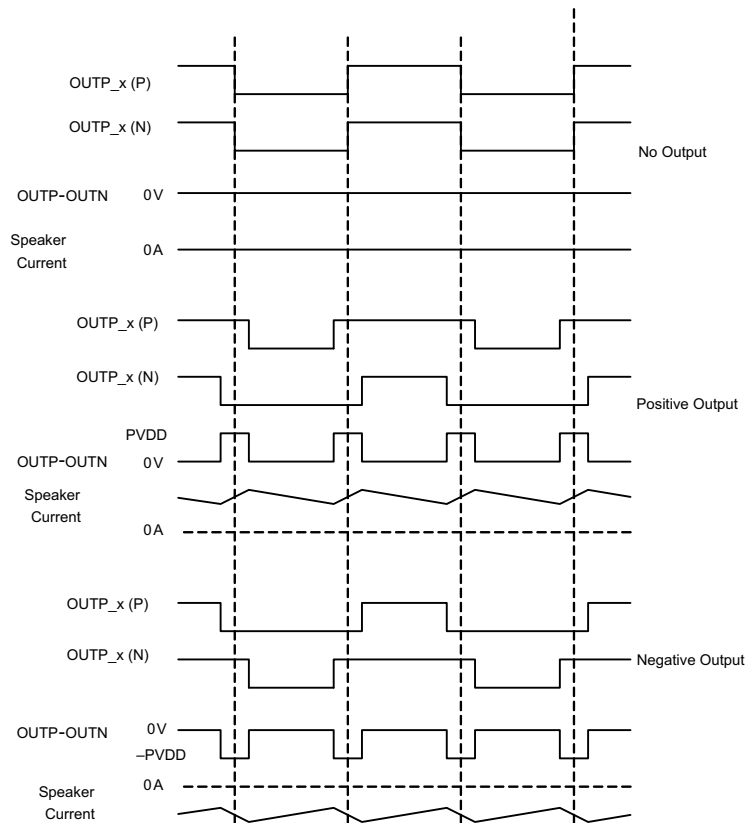 OUTP_x (P)
OUTP_x (N)
No Output
OUTP-OUTN 0V
Speaker
Current
0A
OUTP_x (P)
OUTP_x (N)
Positive Output
PVDD
OUTP-OUTN 0V
Speaker
Current
0A
OUTP_x (P)
OUTP_x (N)
Negative Output
0V
OUTP-OUTN
–PVDD
0A
Speaker
Current